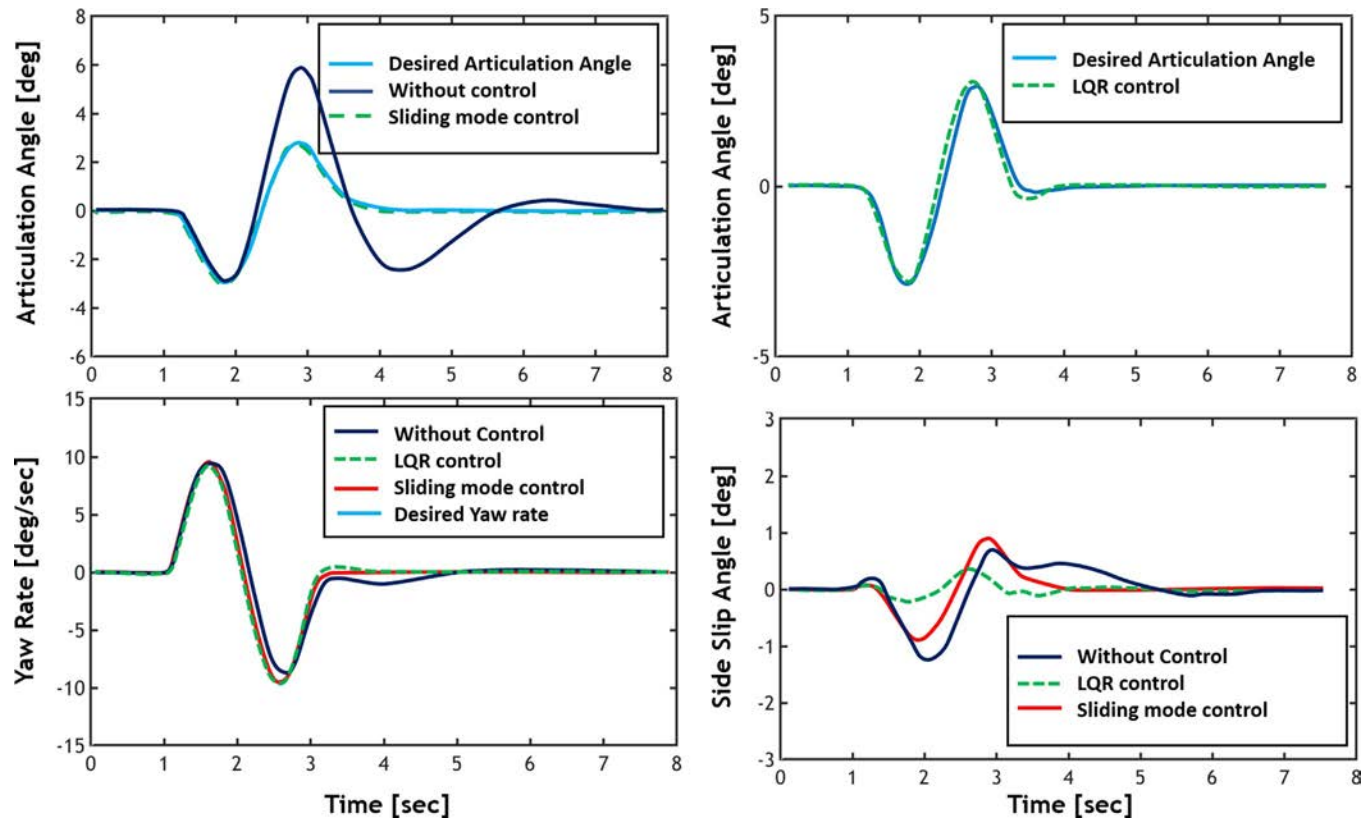 Articulation Angle [deg]
8
6
4
2
0
-2
-4
-6
0 1 2 3 4 5 6 7 8
Desired Articulation Angle
Without control
Sliding mode control
Articulation Angle [deg]
5
0
-5
0 1 2 3 4 5 6 7 8
Desired Articulation Angle
LQR control
Yaw Rate [deg/sec]
15
10
5
0
-5
-10
-15
0 1 2 3 4 5 6 7 8
Without Control
LQR control
Sliding mode control
Desired Yaw rate
Time [sec]
Side Slip Angle [deg]
3
2
1
0
-1
-2
-3
0 1 2 3 4 5 6 7 8
Without Control
LQR control
Sliding mode control
Time [sec]